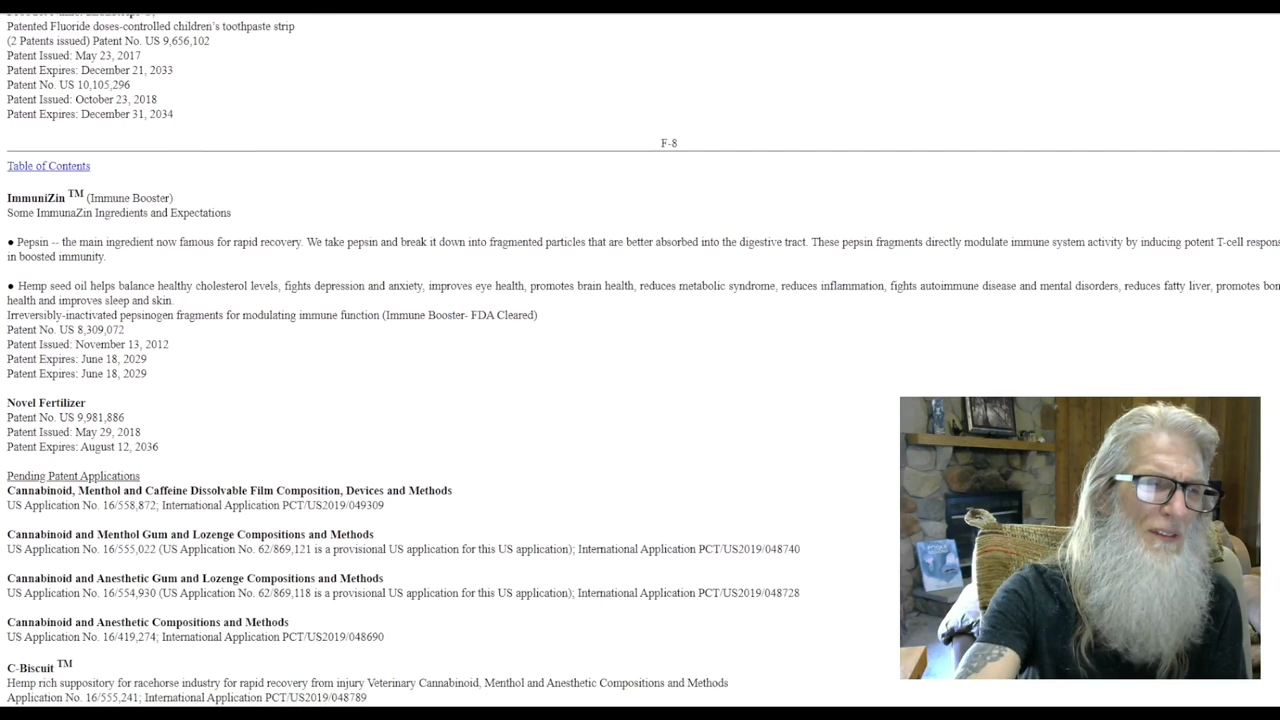 Patented Fluoride doses-controlled children's toothpaste strip
(2 Patents issued) Patent No. US 9,656,102
Patent Issued: May 23, 2017
Patent Expires: December 21, 2033
Patent No. US 10,105,296
Patent Issued: October 23, 2018
Patent Expires: December 31, 2034
F-8
Table of Contents
ImmuniZin TM (Immune Booster)
Some ImmunaZin Ingredients and Expectations
● Pepsin -- the main ingredient now famous for rapid recovery. We take pepsin and break it down into fragmented particles that are better absorbed into the digestive tract. These pepsin fragments directly modulate immune system activity by inducing potent T-cell respon
in boosted immunity.
● Hemp seed oil helps balance healthy cholesterol levels, fights depression and anxiety, improves eye health, promotes brain health, reduces metabolic syndrome, reduces inflammation, fights autoimmune disease and mental disorders, reduces fatty liver, promotes bon
health and improves sleep and skin.
Irreversibly-inactivated pepsinogen fragments for modulating immune function (Immune Booster- FDA Cleared)
Patent No. US 8,309,072
Patent Issued: November 13, 2012
Patent Expires: June 18, 2029
Patent Expires: June 18, 2029
Novel Fertilizer
Patent No. US 9,981,886
Patent Issued: May 29, 2018
Patent Expires: August 12, 2036
Pending Patent Applications
Cannabinoid, Menthol and Caffeine Dissolvable Film Composition, Devices and Methods
US Application No. 16/558,872; International Application PCT/US2019/049309
Cannabinoid and Menthol Gum and Lozenge Compositions and Methods
US Application No. 16/555,022 (US Application No. 62/869,121 is a provisional US application for this US application); International Application PCT/US2019/048740
Cannabinoid and Anesthetic Gum and Lozenge Compositions and Methods
US Application No. 16/554,930 (US Application No. 62/869,118 is a provisional US application for this US application); International Application PCT/US2019/048728
Cannabinoid and Anesthetic Compositions and Methods
US Application No. 16/419,274; International Application PCT/US2019/048690
C-Biscuit TM
Hemp rich suppository for racehorse industry for rapid recovery from injury Veterinary Cannabinoid, Menthol and Anesthetic Compositions and Methods
Application No. 16/555,241; International Application PCT/US2019/048789